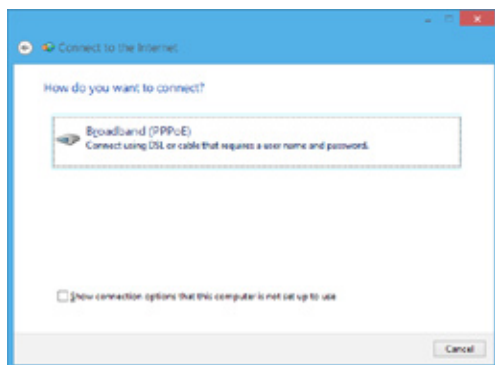 Connect to the Internet
How do you want to connect?
Broadband (PPPoE)
Connect using DSL or cable that requires a user name and password.
Show connection options that this computer is not set up to use
Cancel